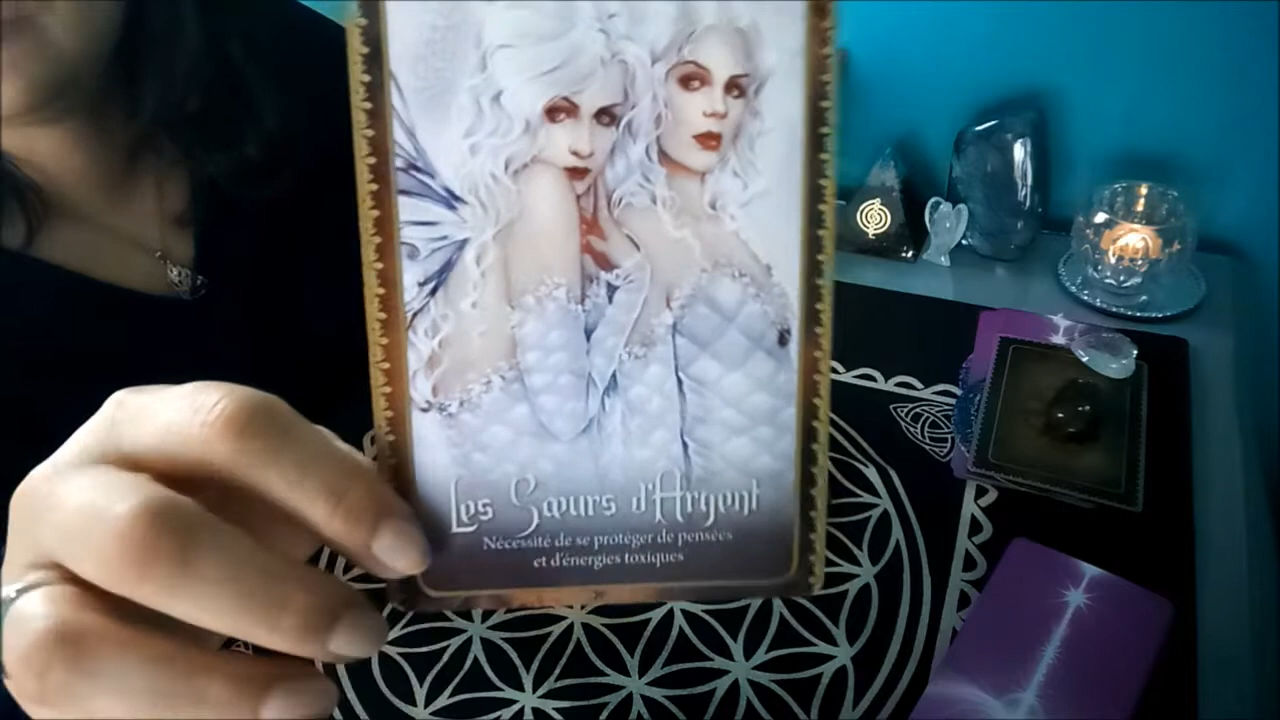 Les Sœurs d'Argent
Nécessité de se protéger de pensées
et d'énergies toxiques